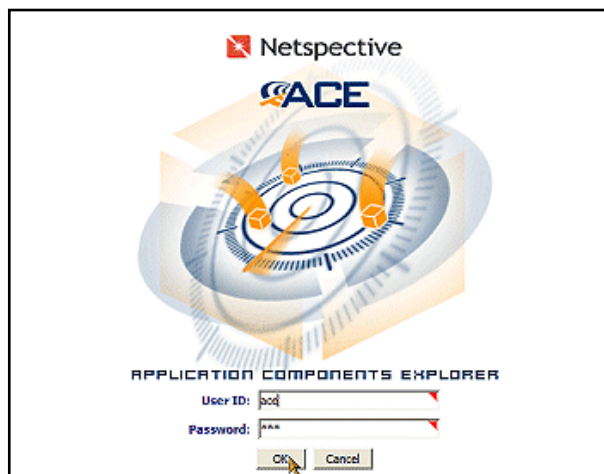 Netspective
ACE
APPLICATION COMPONENTS EXPLORER
User ID: ace
Password: ***
OK Cancel